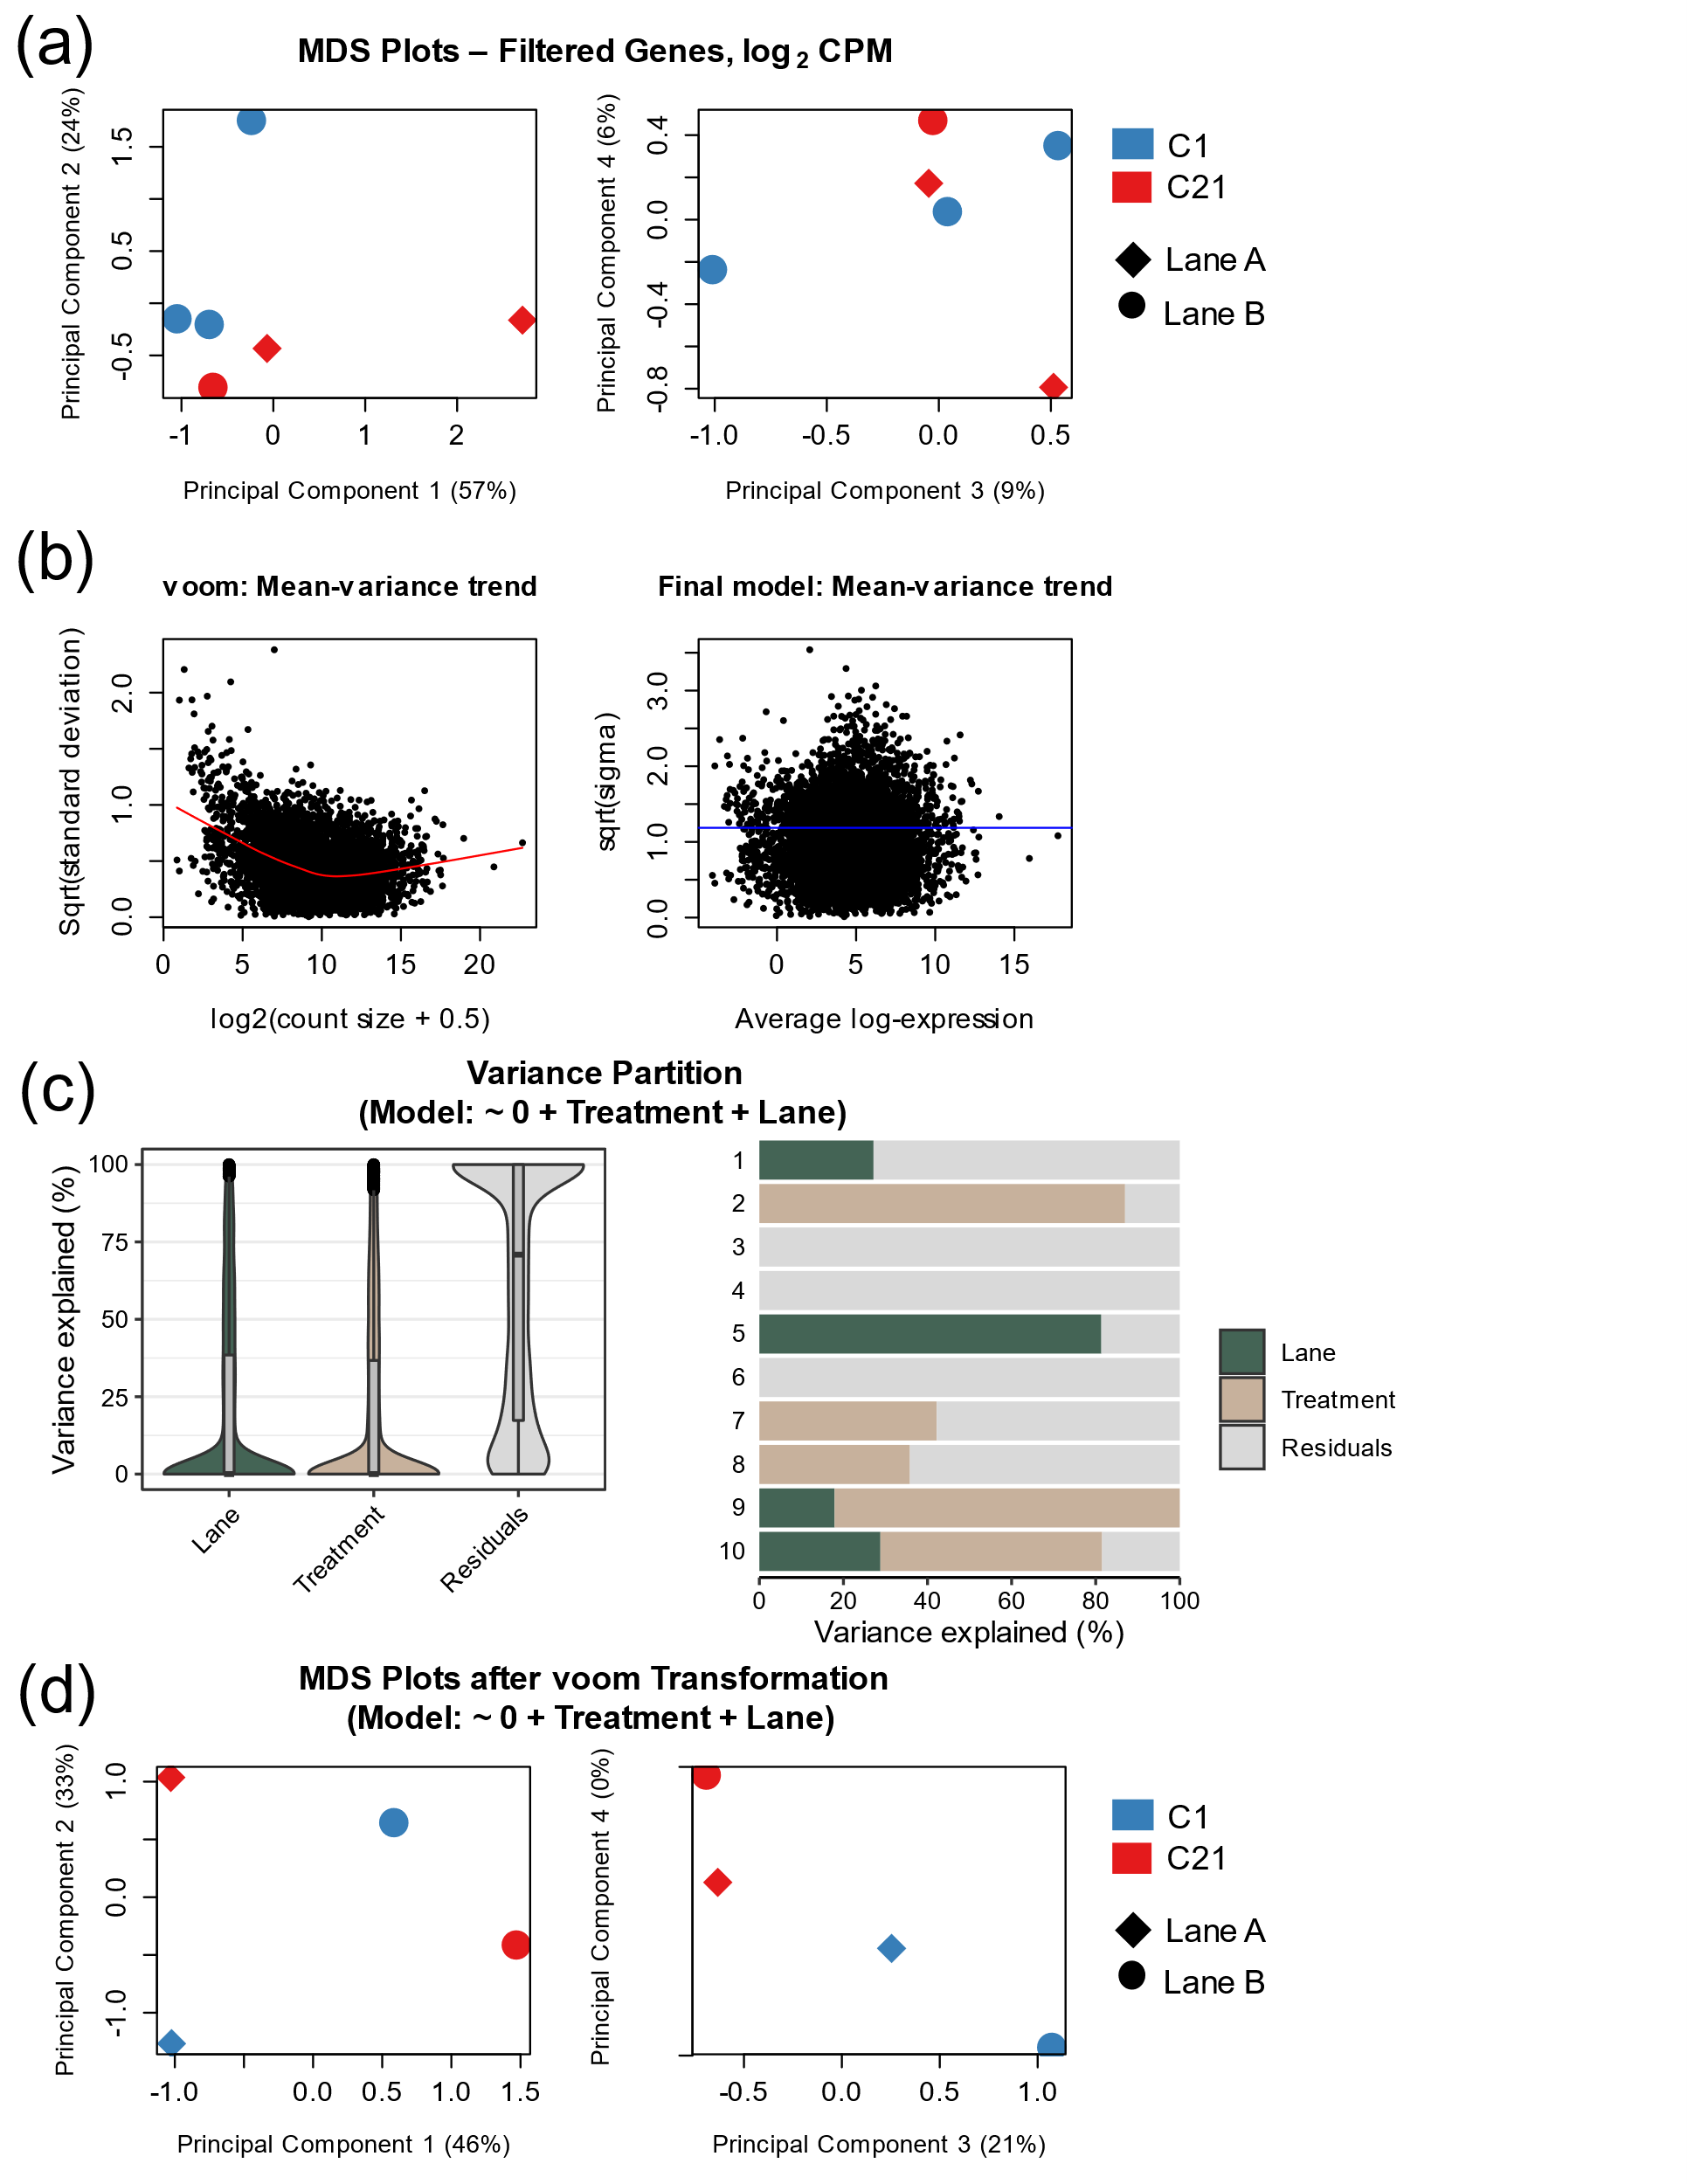 (a)
MDS Plots – Filtered Genes, log2 CPM
Principal Component 2 (24%)
1.5
0.5
-0.5
-1 0 1 2
Principal Component 1 (57%)
Principal Component 4 (6%)
0.4
0.0
-0.4
-0.8
-1.0 -0.5 0.0 0.5
Principal Component 3 (9%)
C1
C21
Lane A
Lane B
(b)
voom: Mean-variance trend
Sqrt(standard deviation)
2.0
1.0
0.0
0 5 10 15 20
log2(count size + 0.5)
Final model: Mean-variance trend
sqrt(sigma)
3.0
2.0
1.0
0.0
0 5 10 15
Average log-expression
(c)
Variance Partition
(Model: ~ 0 + Treatment + Lane)
Variance explained (%)
100
75
50
25
0
Lane
Treatment
Residuals
1
2
3
4
5
6
7
8
9
10
0 20 40 60 80 100
Variance explained (%)
Lane
Treatment
Residuals
(d)
MDS Plots after voom Transformation
(Model: ~ 0 + Treatment + Lane)
Principal Component 2 (33%)
1.0
0.0
-1.0
-1.0 0.0 0.5 1.0 1.5
Principal Component 1 (46%)
Principal Component 4 (0%)
-0.5 0.0 0.5 1.0
Principal Component 3 (21%)
C1
C21
Lane A
Lane B